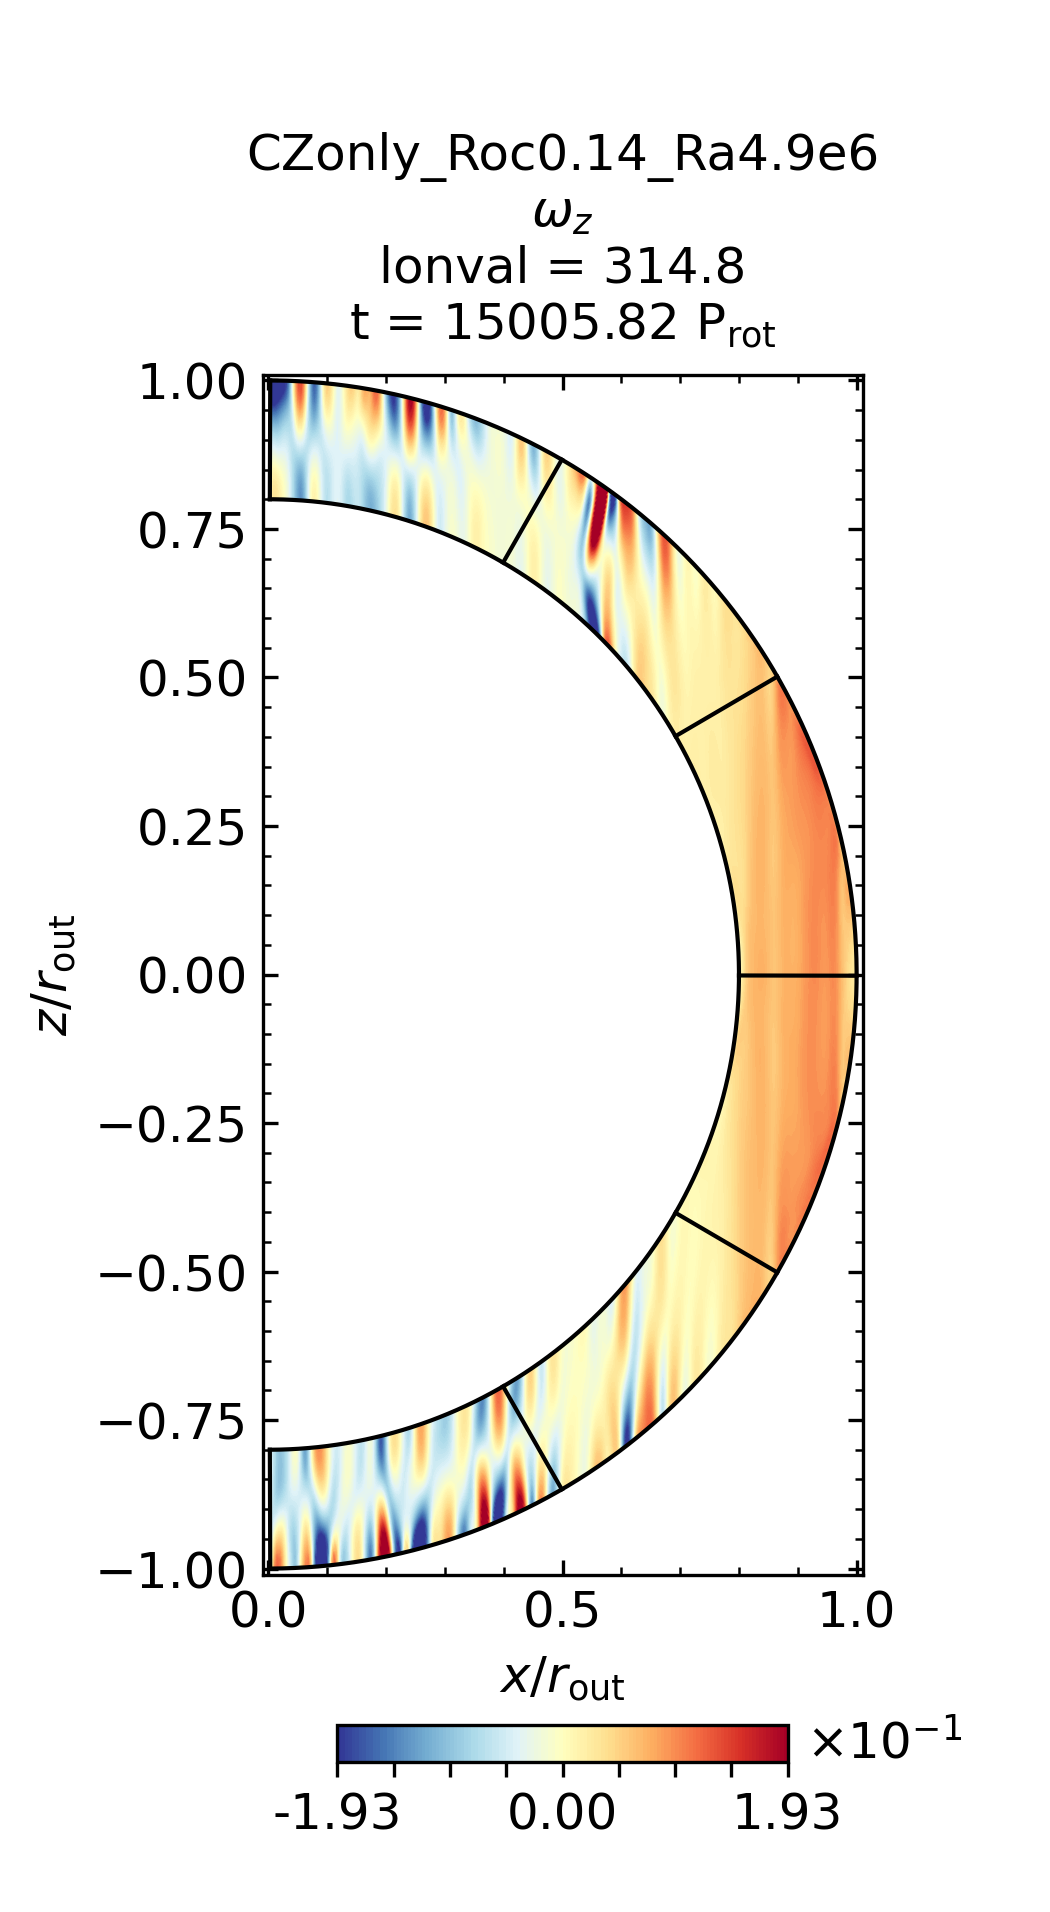 CZonly_Roc0.14_Ra4.9e6
ω_z
lonval = 314.8
t = 15005.82 P_rot
1.00
0.75
0.50
0.25
0.00
−0.25
−0.50
−0.75
−1.00
z/r_out
0.0 0.5 1.0
x/r_out
×10⁻¹
-1.93 0.00 1.93